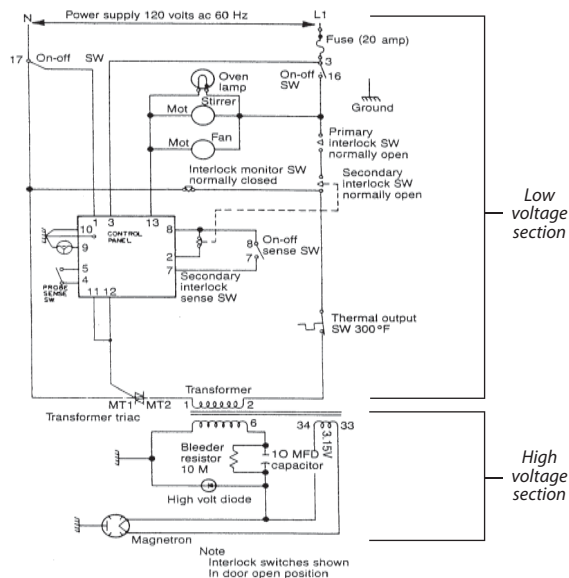 N
Power supply 120 volts ac 60 Hz
L1
Fuse (20 amp)
17
On-off SW
3
On-off
SW
16
Oven
lamp
Stirrer
Mot
Ground
Fan
Mot
Primary
interlock SW
normally open
Interlock monitor SW
normally closed
Secondary
interlock SW
normally open
Low
voltage
section
10
1
3
13
CONTROL
PANEL
8
9
2
5
4
7
PROBE
SENSE
SW
11
12
8
7
On-off
sense SW
Secondary
interlock
sense SW
Thermal output
SW 300°F
Transformer
MT1
MT2
1
2
Transformer triac
6
34
33
3.15V
Bleeder
resistor
10 M
10 MFD
capacitor
High volt diode
High
voltage
section
Magnetron
Note
Interlock switches shown
In door open position